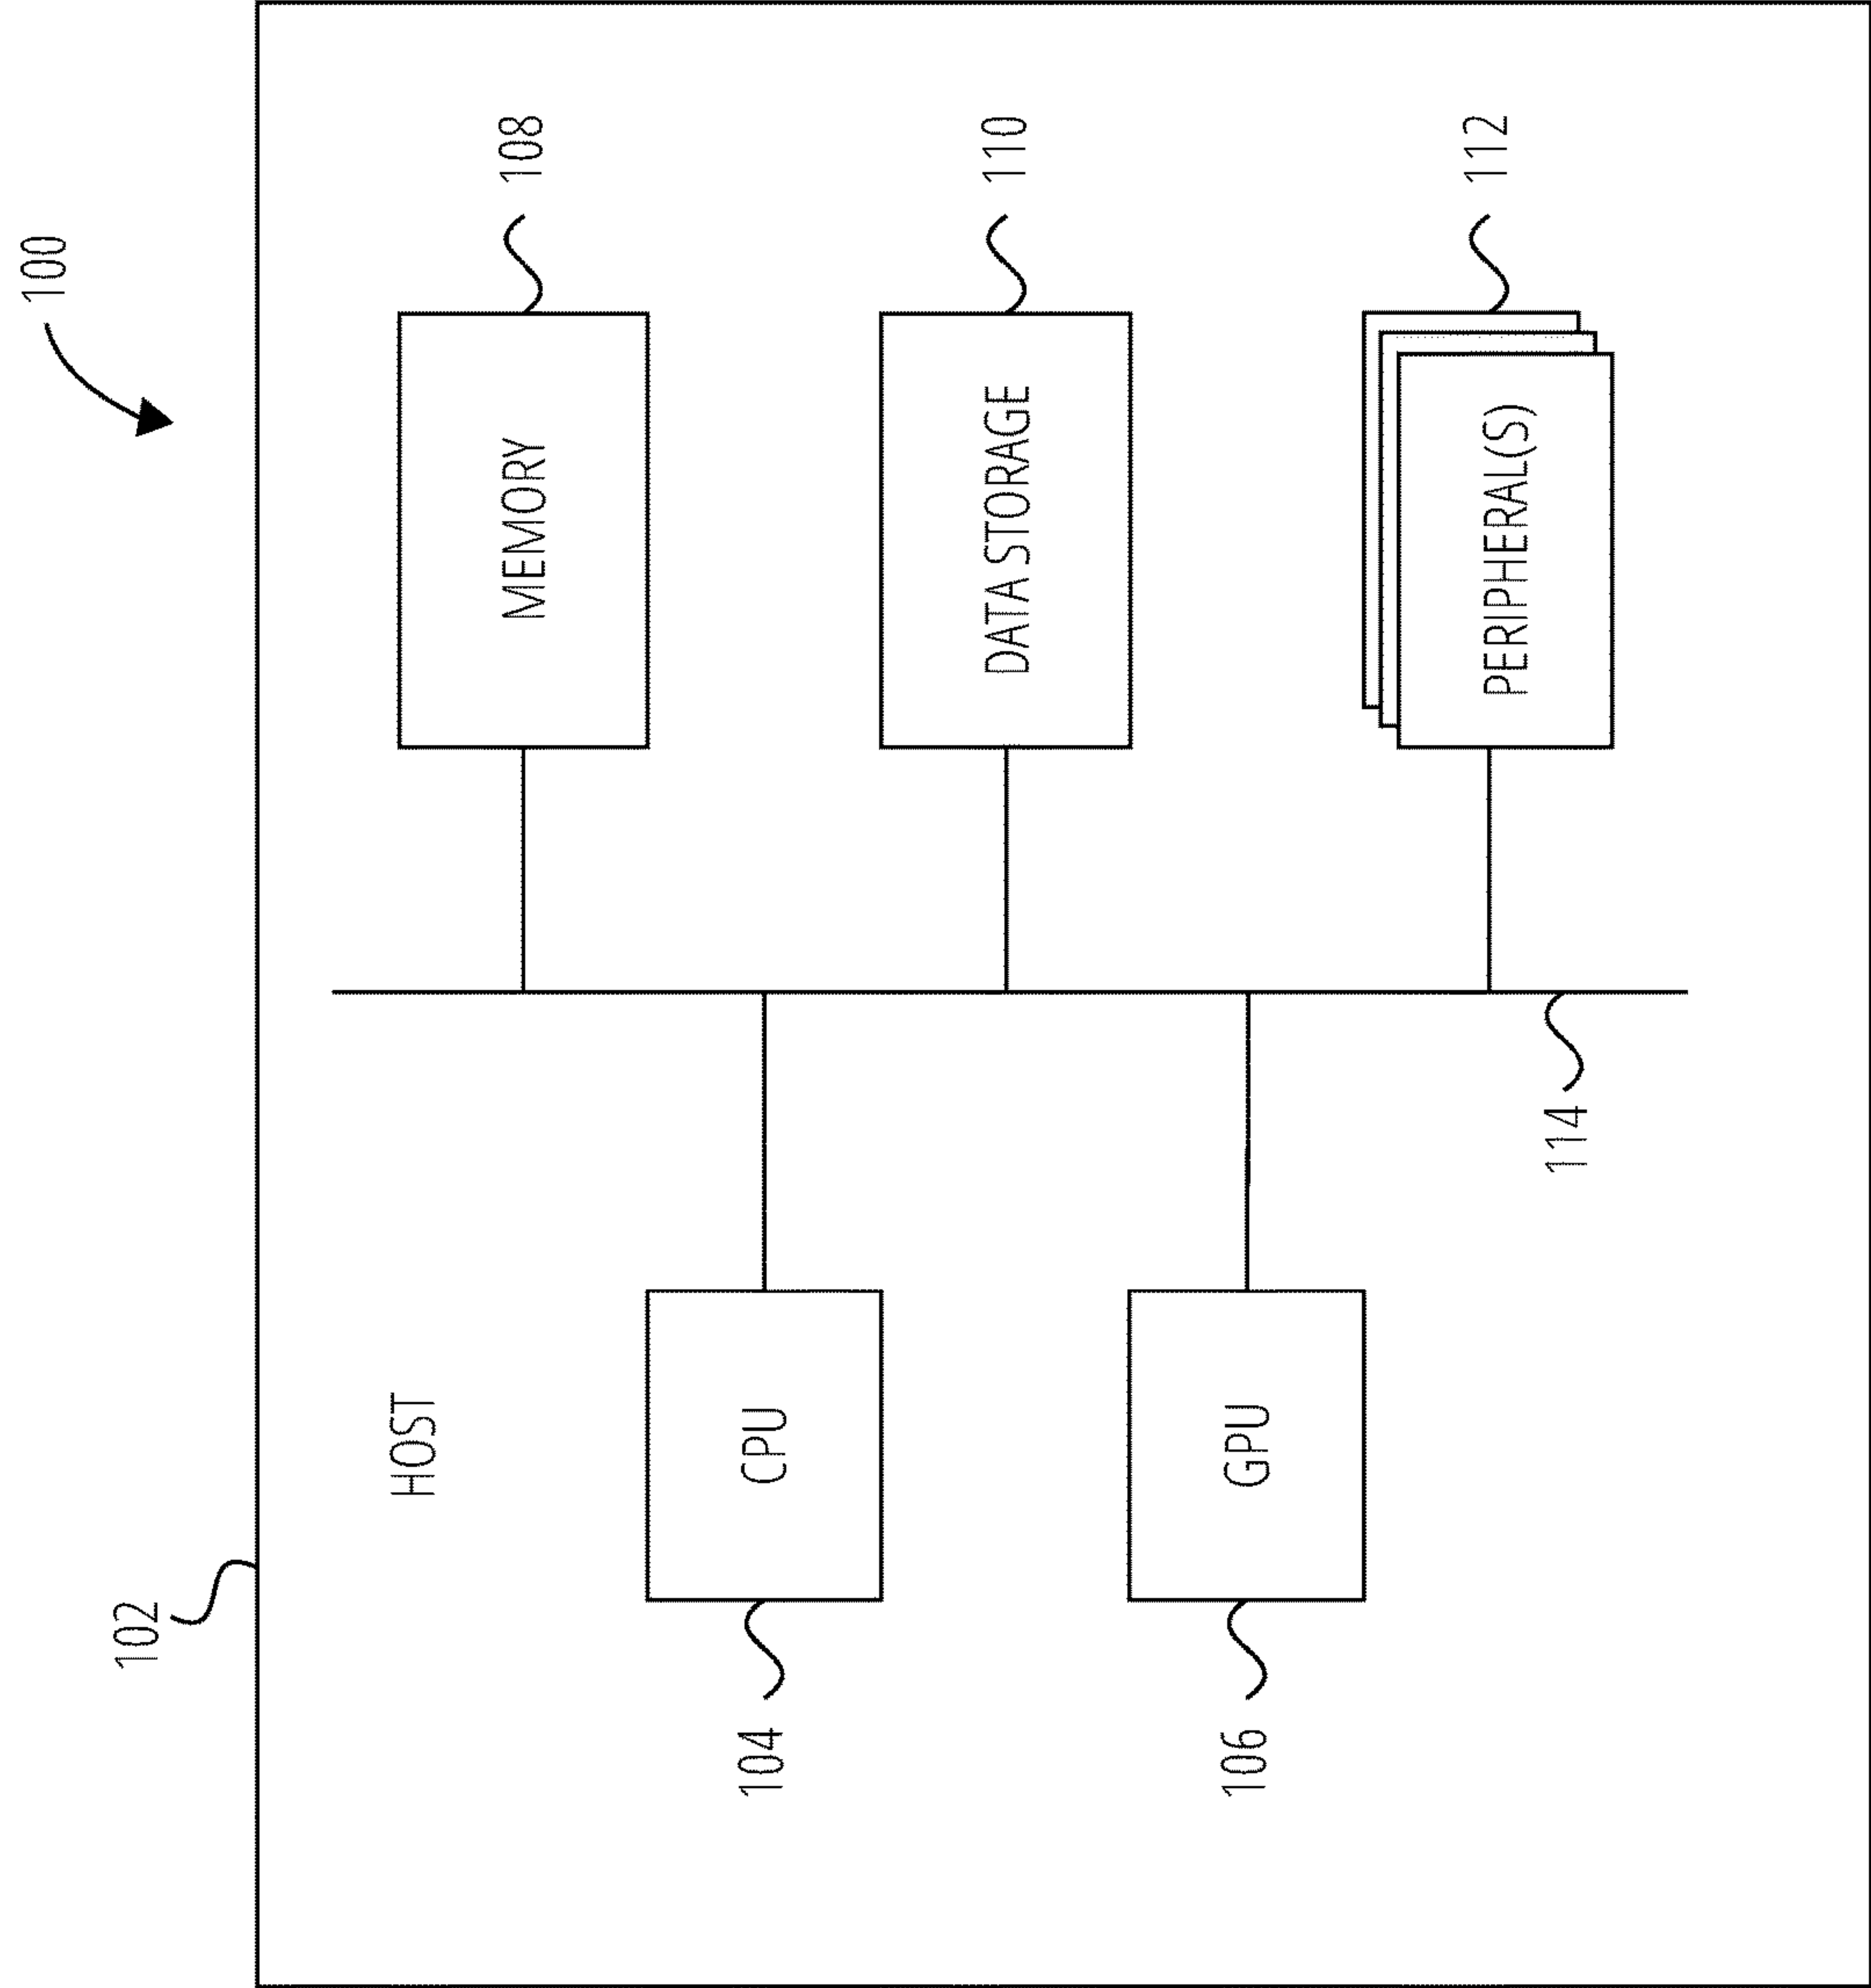 100
102
HOST
108
MEMORY
104
CPU
110
DATA STORAGE
106
GPU
112
PERIPHERAL(S)
114